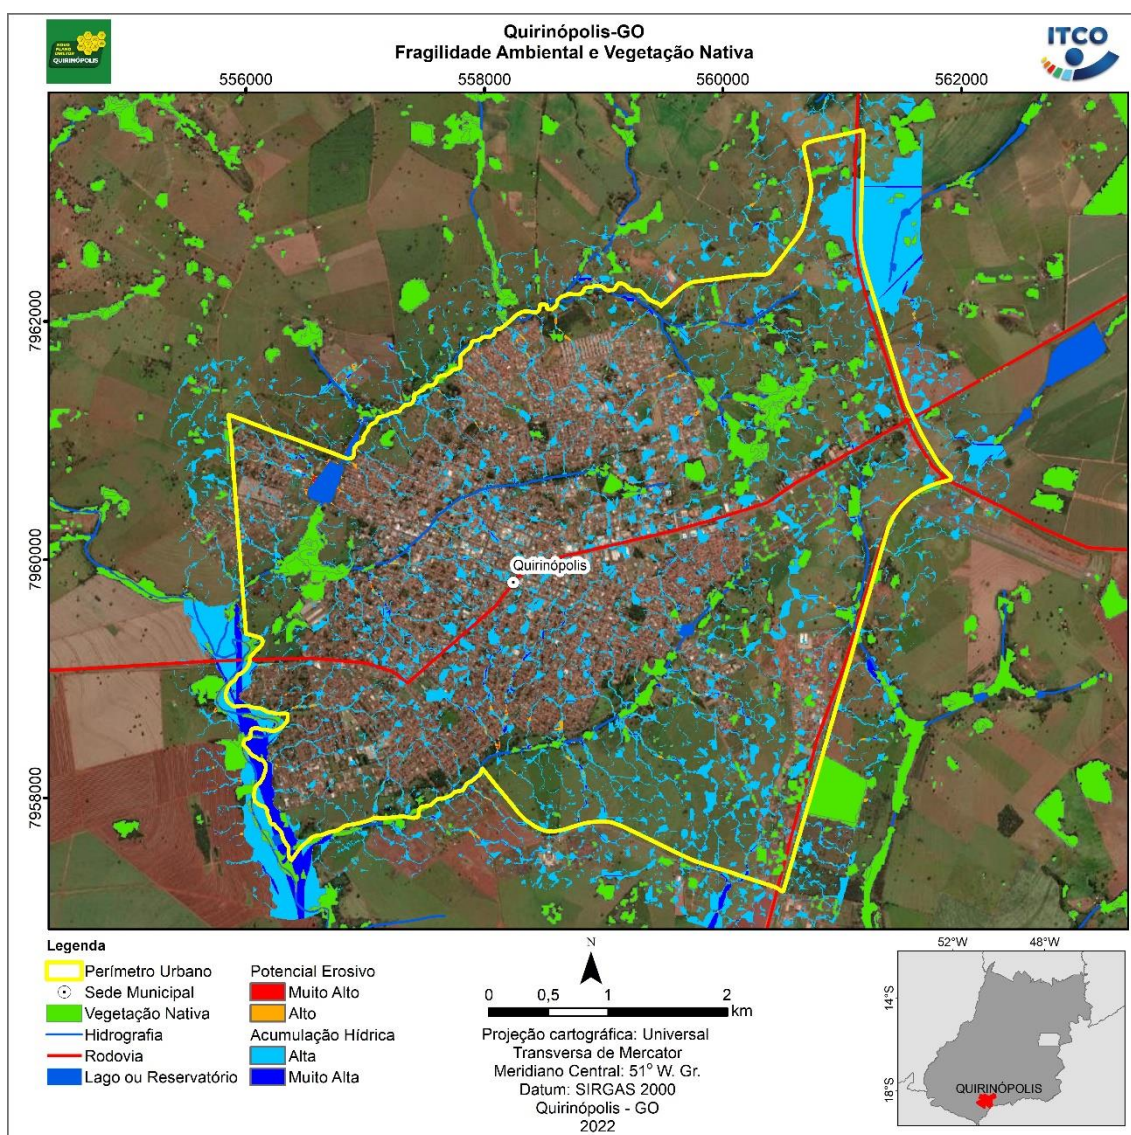 Quirinópolis-GO
Fragilidade Ambiental e Vegetação Nativa
QUIRINÓPOLIS
ITCO
556000
558000
560000
562000
7962000
7960000
7958000
Quirinópolis
Legenda
Perímetro Urbano
Sede Municipal
Vegetação Nativa
Hidrografia
Rodovia
Lago ou Reservatório
Potencial Erosivo
Muito Alto
Alto
Acumulação Hídrica
Alta
Muito Alta
N
0 0,5 1 2
km
Projeção cartográfica: Universal
Transversa de Mercator
Meridiano Central: 51° W. Gr.
Datum: SIRGAS 2000
Quirinópolis - GO
2022
52°W
48°W
14°S
18°S
QUIRINÓPOLIS